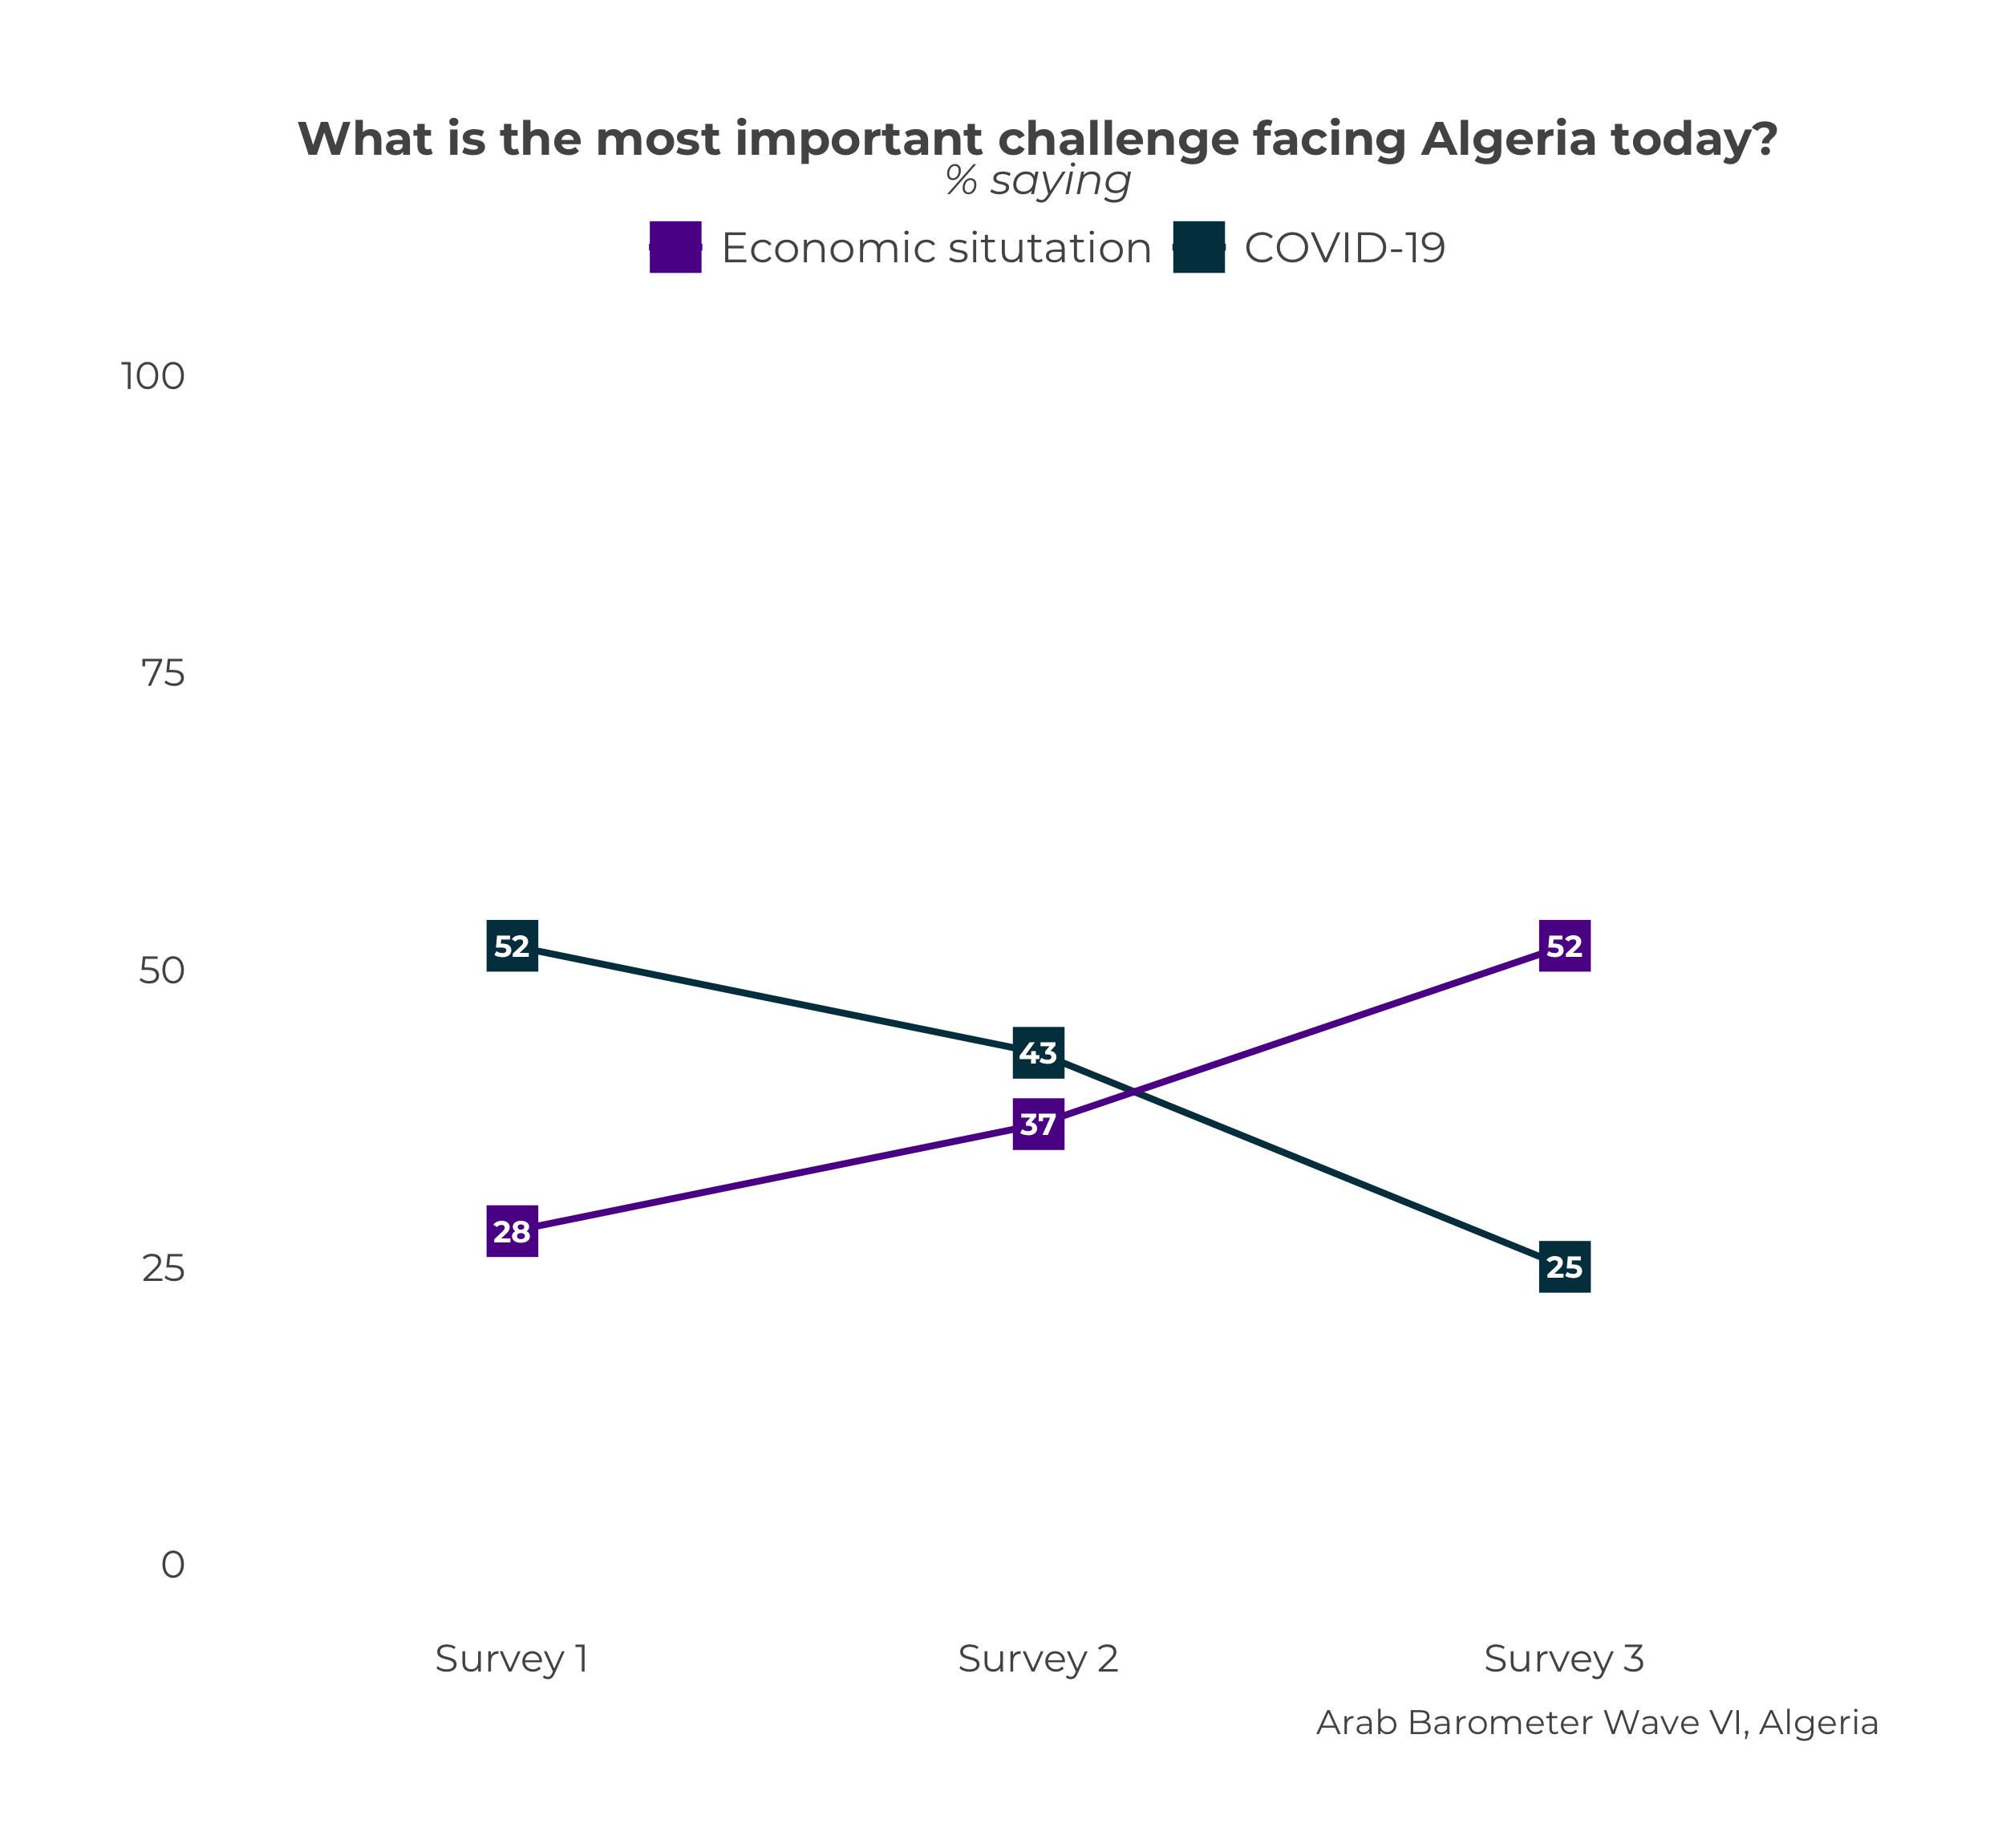 What is the most important challenge facing Algeria today?
% saying
Economic situtation COVID-19
100
75
50
25
0
52
43
25
28
37
52
Survey 1 Survey 2 Survey 3
Arab Barometer Wave VI, Algeria